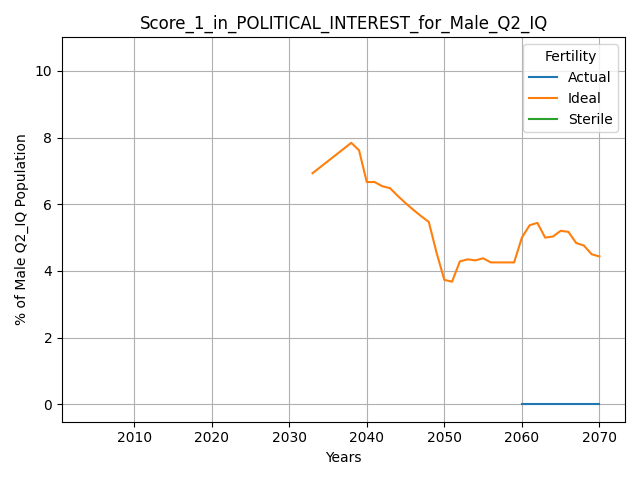 Score_1_in_POLITICAL_INTEREST_for_Male_Q2_IQ
Fertility
Actual
Ideal
Sterile
% of Male Q2_IQ Population
10
8
6
4
2
0
2010 2020 2030 2040 2050 2060 2070
Years